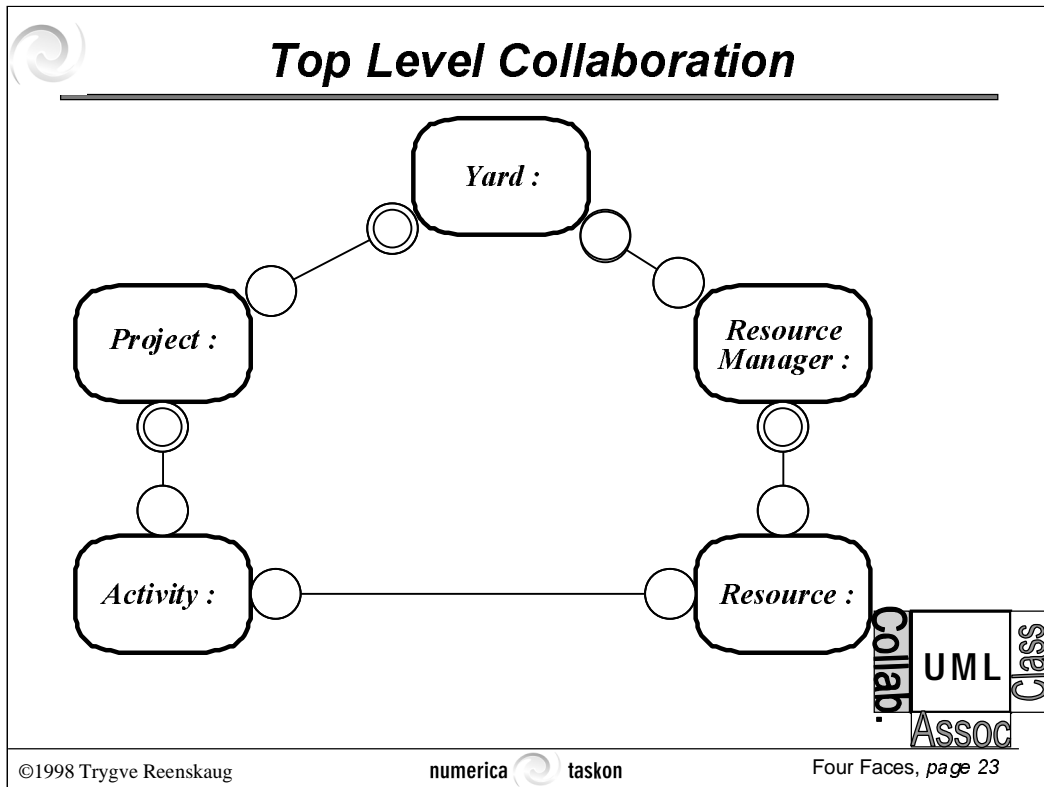 Top Level Collaboration
Yard :
Project :
Resource
Manager :
Activity :
Resource :
Collab.
UML
Class
Assoc
©1998 Trygve Reenskaug
numerica taskon
Four Faces, page 23